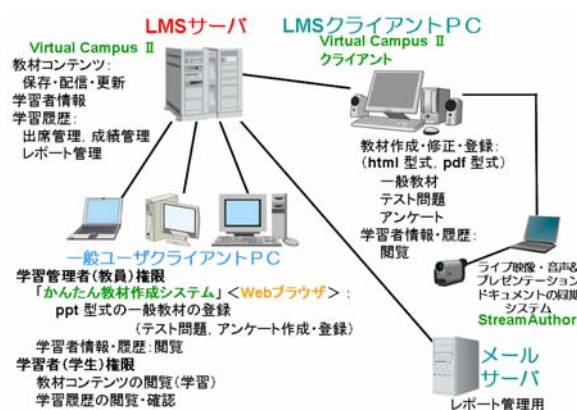 LMSサーバ
Virtual Campus Ⅱ
教材コンテンツ:
保存・配信・更新
学習者情報
学習履歴:
出席管理, 成績管理
レポート管理
LMSクライアントPC
Virtual Campus Ⅱ
クライアント
教材作成・修正・登録:
(html 型式, pdf 型式)
一般教材
テスト問題
アンケート
学習者情報・履歴:
閲覧
一般ユーザクライアントPC
学習管理者(教員)権限
「かんたん教材作成システム」<Webブラウザ>:
ppt 型式の一般教材の登録
(テスト問題, アンケート作成・登録)
学習者情報・履歴:閲覧
学習者(学生)権限
教材コンテンツの閲覧(学習)
学習履歴の閲覧・確認
ライブ映像・音声&
プレゼンテーション
ドキュメントの同期
システム
StreamAuthor
メール
サーバ
レポート管理用